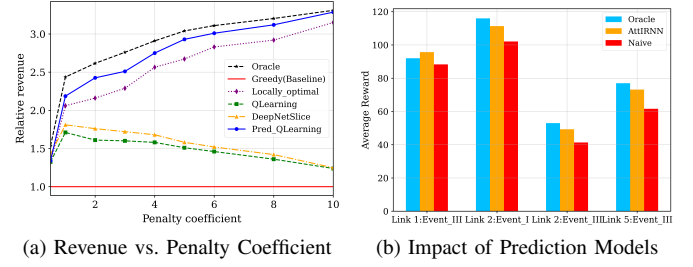 Relative revenue
3.0
2.5
2.0
1.5
1.0
Oracle
Greedy(Baseline)
Locally_optimal
QLearning
DeepNetSlice
Pred_QLearning
2
4
6
8
10
Penalty coefficient
(a) Revenue vs. Penalty Coefficient
Average Reward
120
100
80
60
40
20
0
Oracle
AttIRNN
Naive
Link 1:Event_III
Link 2:Event_I
Link 2:Event_III
Link 5:Event_III
(b) Impact of Prediction Models